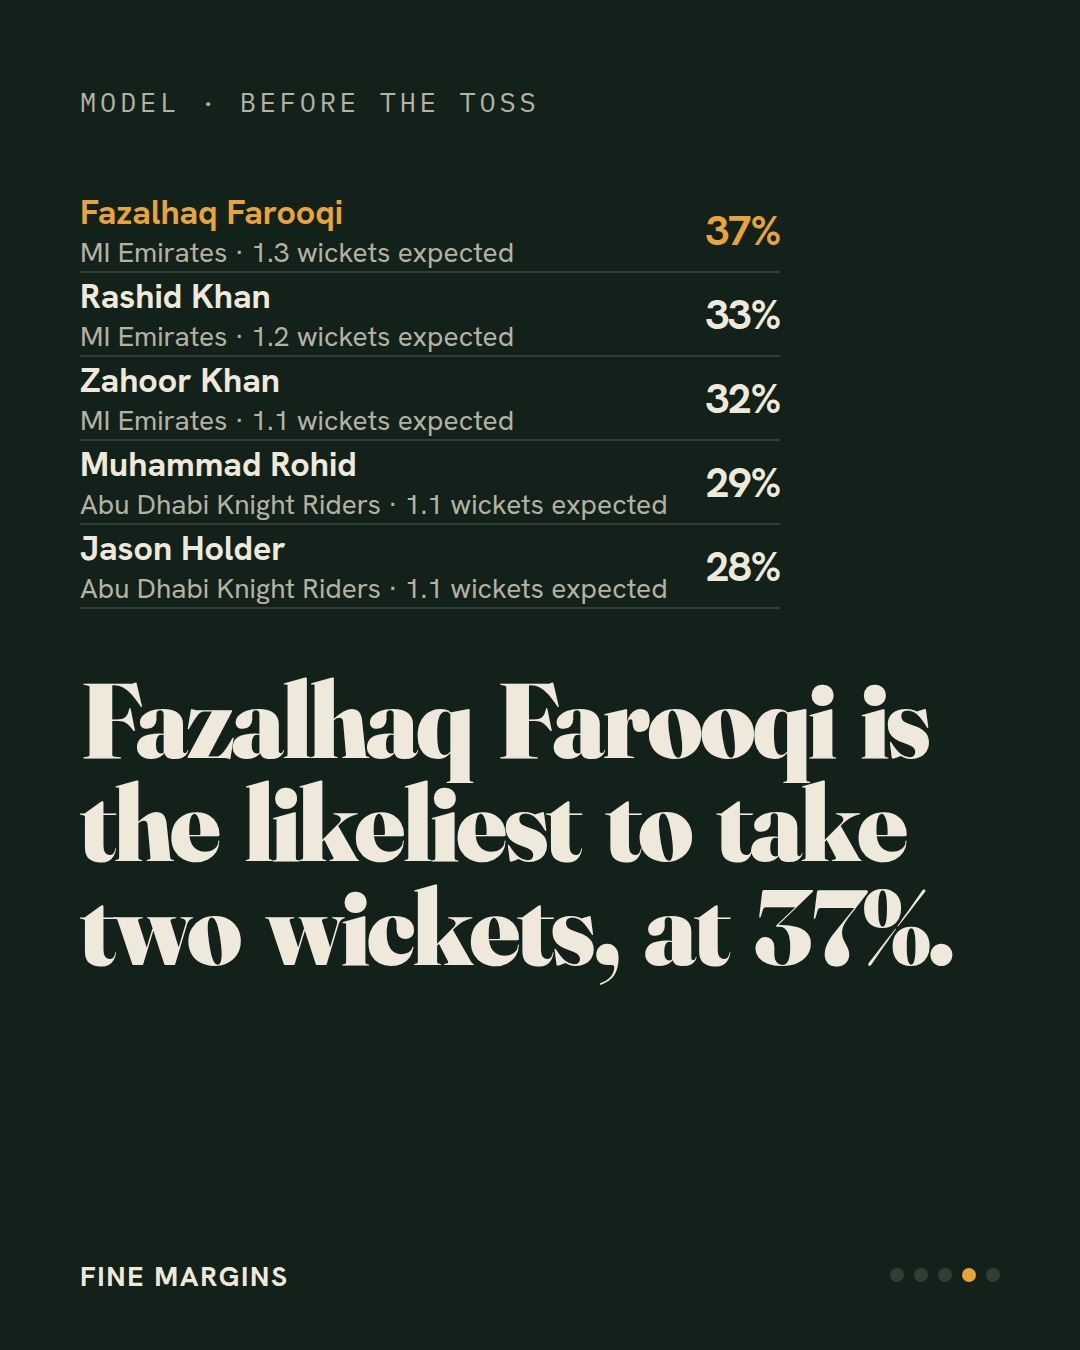 MODEL · BEFORE THE TOSS
Fazalhaq Farooqi
MI Emirates · 1.3 wickets expected
37%
Rashid Khan
MI Emirates · 1.2 wickets expected
33%
Zahoor Khan
MI Emirates · 1.1 wickets expected
32%
Muhammad Rohid
Abu Dhabi Knight Riders · 1.1 wickets expected
29%
Jason Holder
Abu Dhabi Knight Riders · 1.1 wickets expected
28%
Fazalhaq Farooqi is
the likeliest to take
two wickets, at 37%.
FINE MARGINS